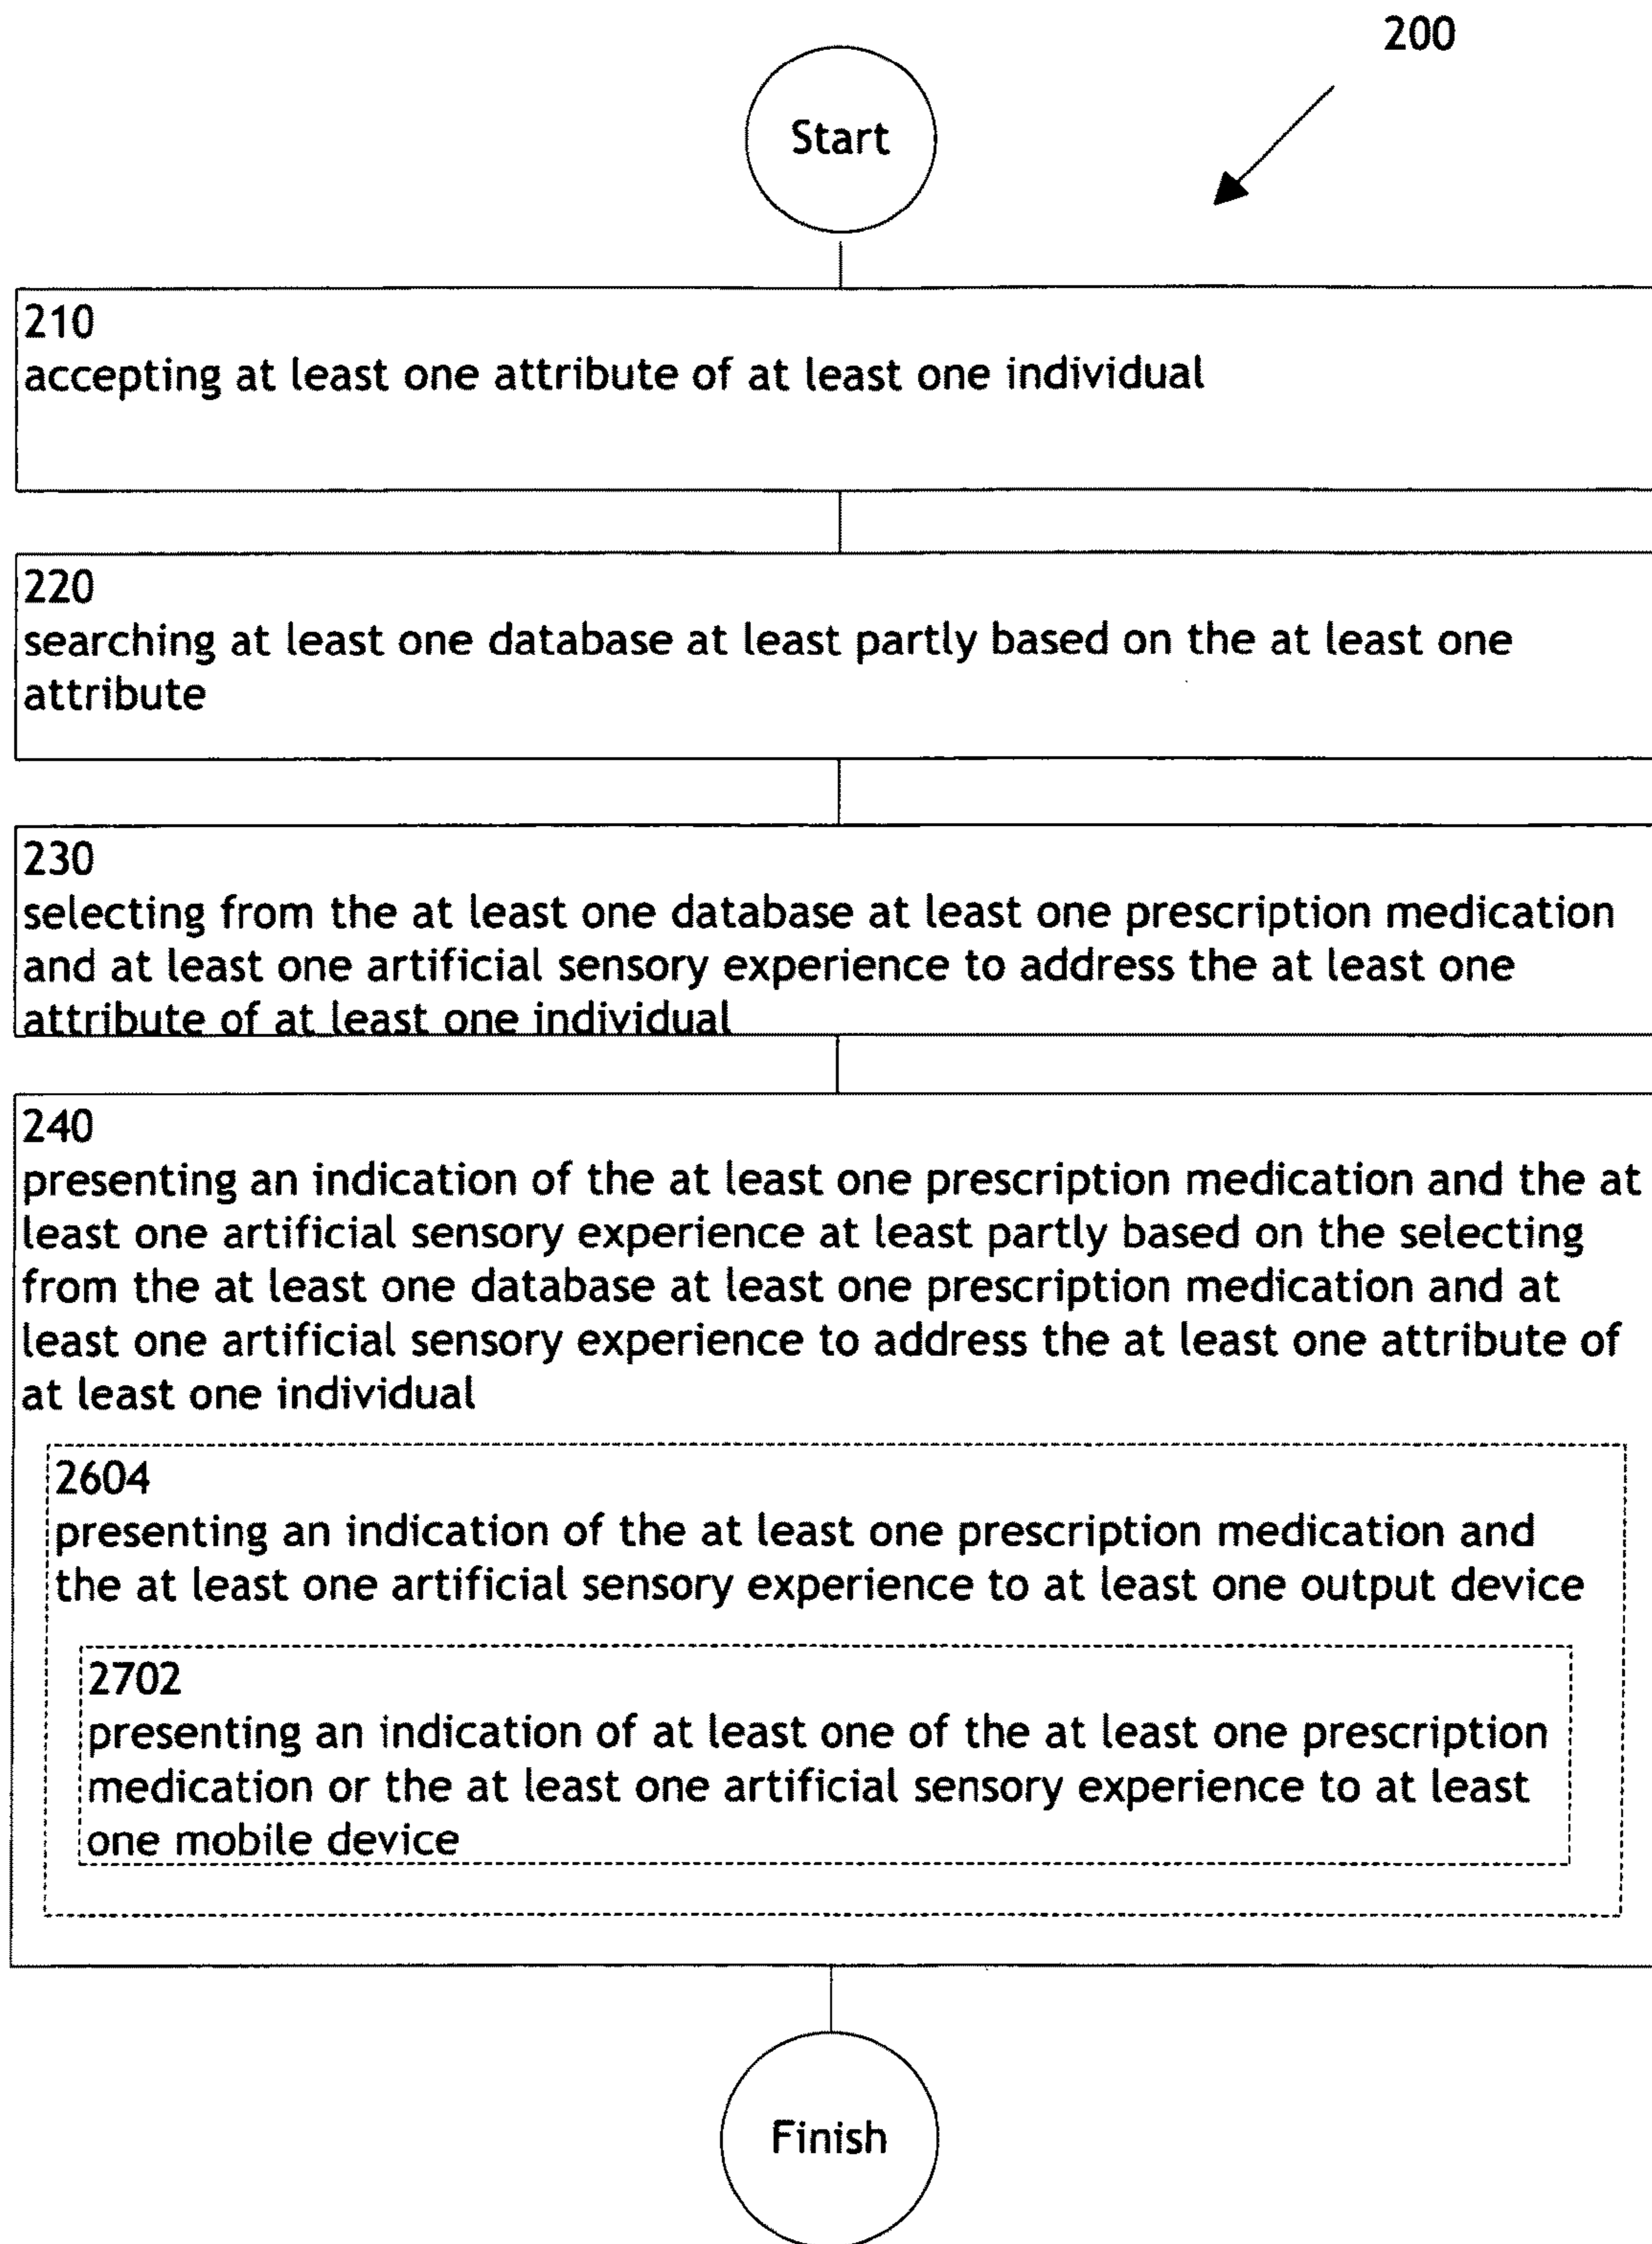 200
Start
210
accepting at least one attribute of at least one individual
220
searching at least one database at least partly based on the at least one
attribute
230
selecting from the at least one database at least one prescription medication
and at least one artificial sensory experience to address the at least one
attribute of at least one individual
240
presenting an indication of the at least one prescription medication and the at
least one artificial sensory experience at least partly based on the selecting
from the at least one database at least one prescription medication and at
least one artificial sensory experience to address the at least one attribute of
at least one individual
2604
presenting an indication of the at least one prescription medication and
the at least one artificial sensory experience to at least one output device
2702
presenting an indication of at least one of the at least one prescription
medication or the at least one artificial sensory experience to at least
one mobile device
Finish